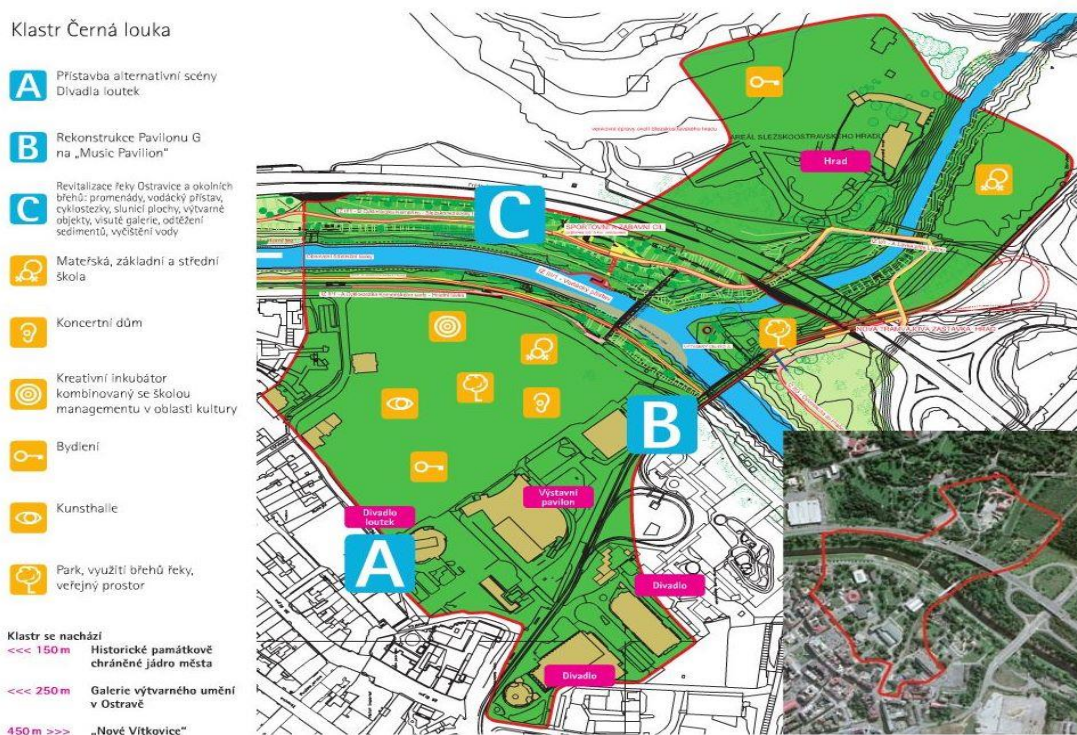 Klastr Černá louka
A
Přístavba alternativní scény
Divadla loutek
B
Rekonstrukce Pavilonu G
na „Music Pavilion“
C
Revitalizace řeky Ostravice a okolních
břehů: promenády, vodácký přístav,
cyklostezky, slunicí plochy, výtvarné
objekty, visuté galerie, odtěžení
sedimentů, vyčištění vody
Mateřská, základní a střední
škola
Koncertní dům
Kreativní inkubátor
kombinovaný se školou
managementu v oblasti kultury
Bydlení
Kunsthalle
Park, využití břehů řeky,
veřejný prostor
Klastr se nachází
<<< 150 m Historické památkově
chráněné jádro města
<<< 250 m Galerie výtvarného umění
v Ostravě
450 m >>> „Nové Vítkovice“
AREÁL SLEZSKOOSTRAVSKÉHO HRADU
Hrad
C
SPORTOVNÍ A ZÁBAVNÍ CÍL
NOVÁ TRAMVAJOVÁ ZASTÁVKA HRAD
B
Výstavní
pavilon
Divadlo
loutek
A
Divadlo
Divadlo